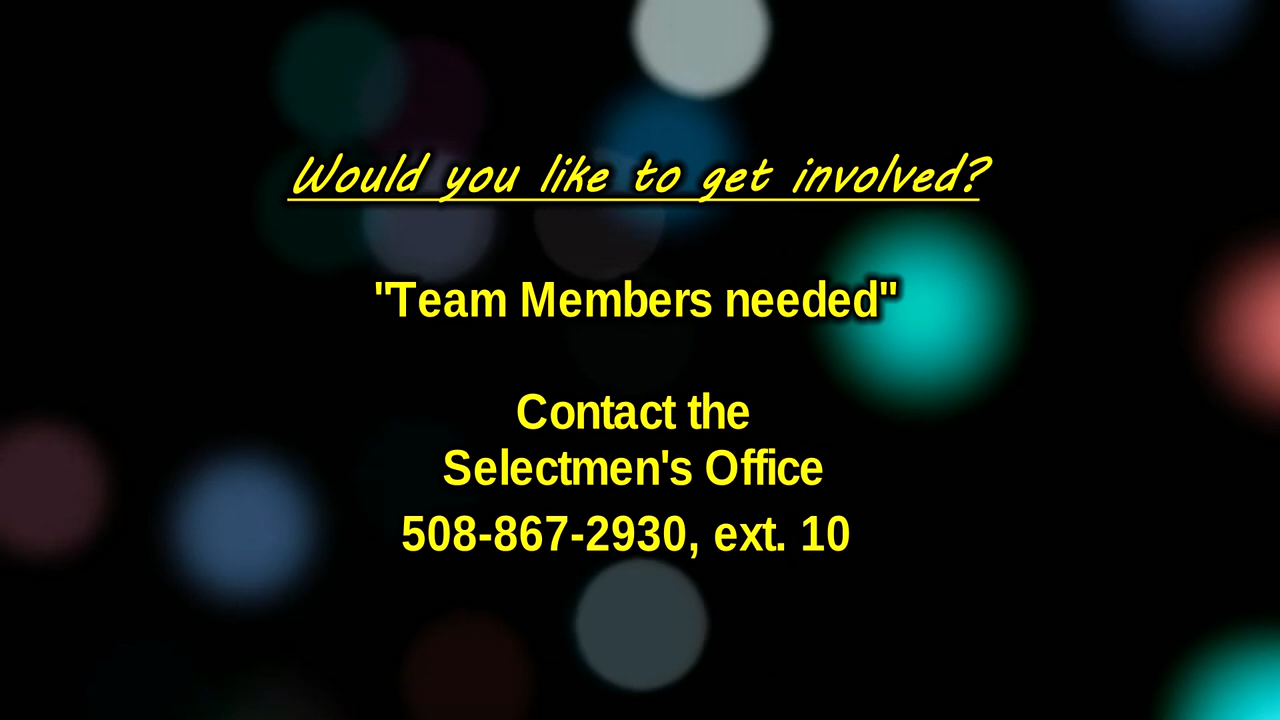 Would you like to get involved?
"Team Members needed"
Contact the
Selectmen's Office
508-867-2930, ext. 10